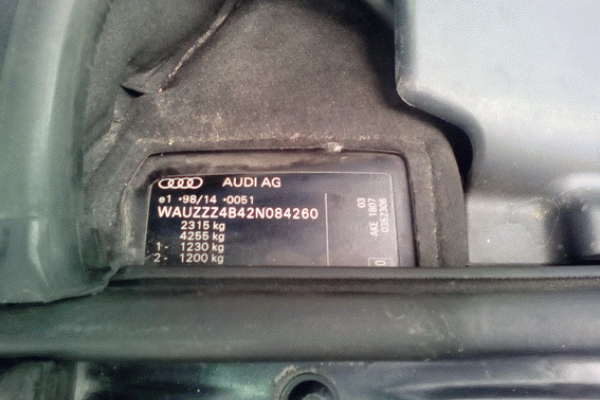 AUDI AG
e1 *98/14 *0051
WAUZZZ4B42N084260
2315 kg
4255 kg
1- 1230 kg
2- 1200 kg
03
AKE 1807
0352306